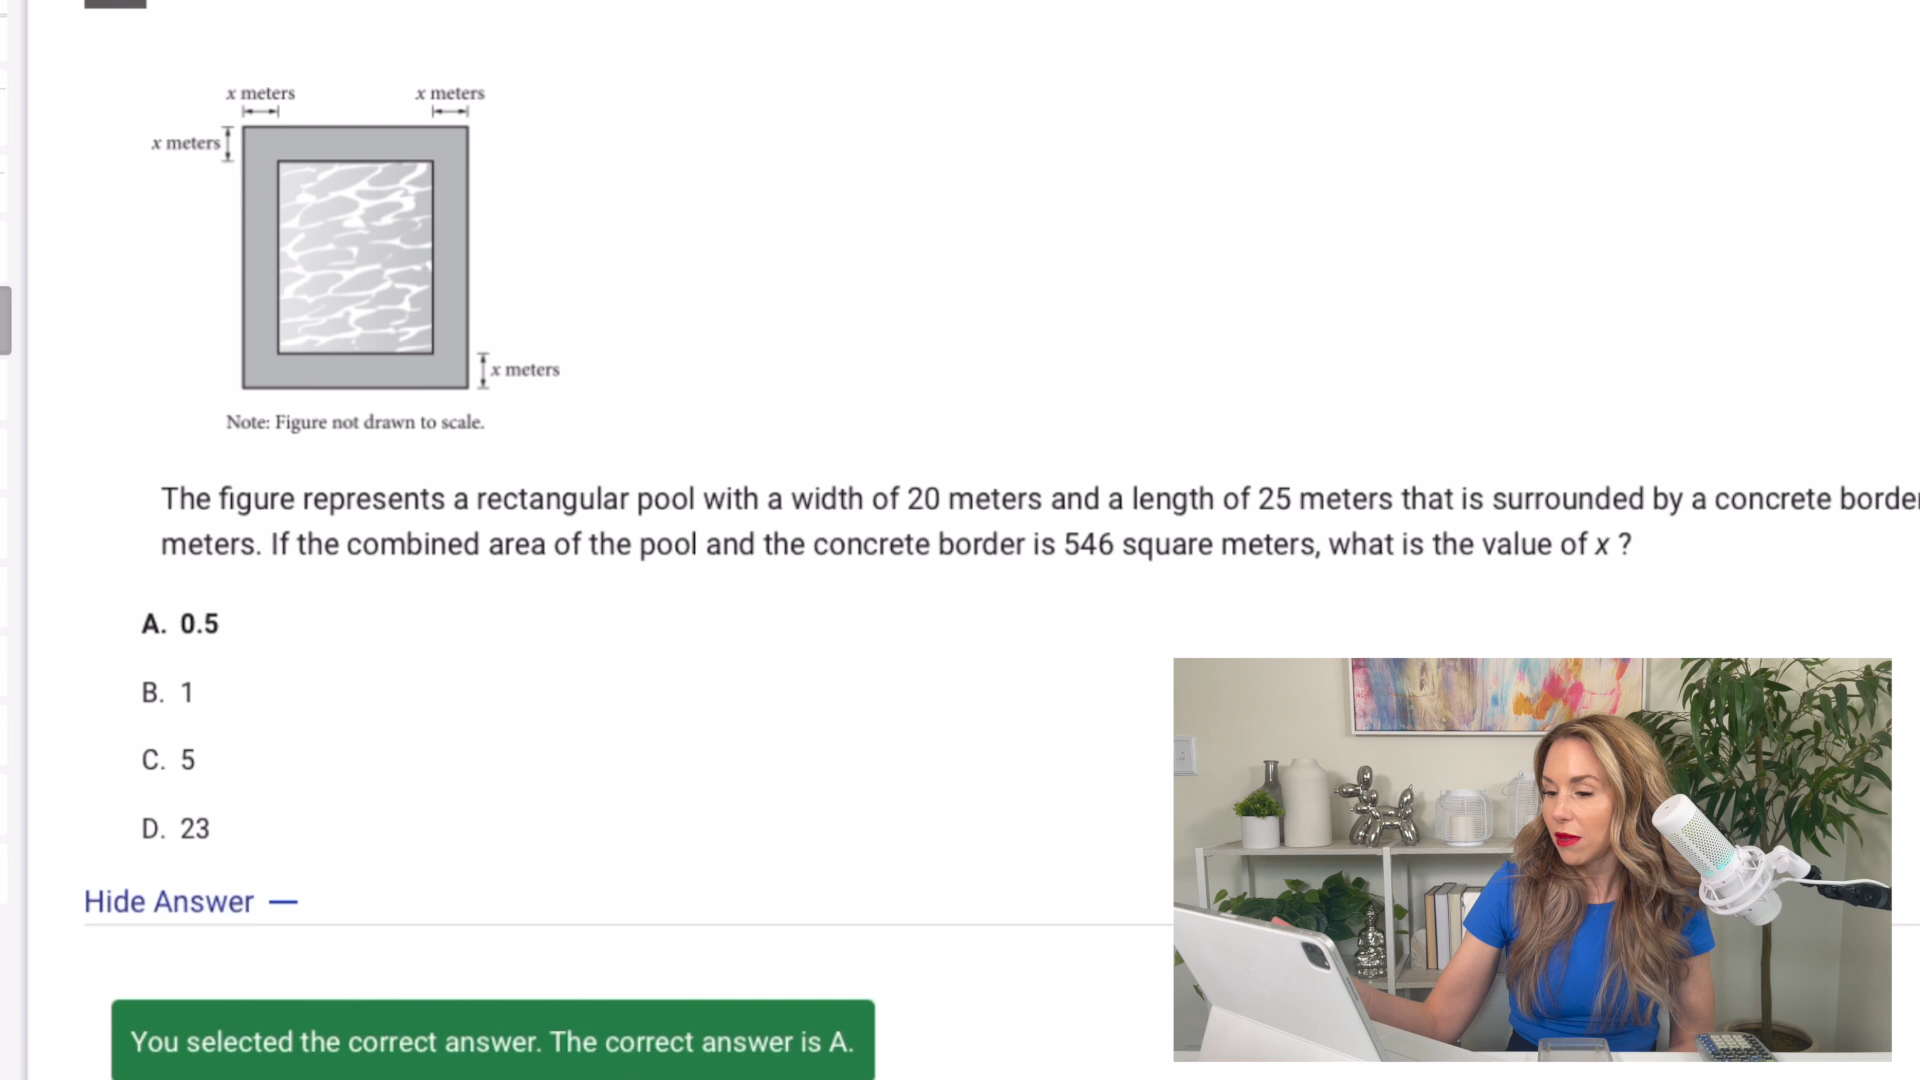 x meters x meters
x meters
x meters
Note: Figure not drawn to scale.
The figure represents a rectangular pool with a width of 20 meters and a length of 25 meters that is surrounded by a concrete border
meters. If the combined area of the pool and the concrete border is 546 square meters, what is the value of x ?
A. 0.5
B. 1
C. 5
D. 23
Hide Answer —
You selected the correct answer. The correct answer is A.